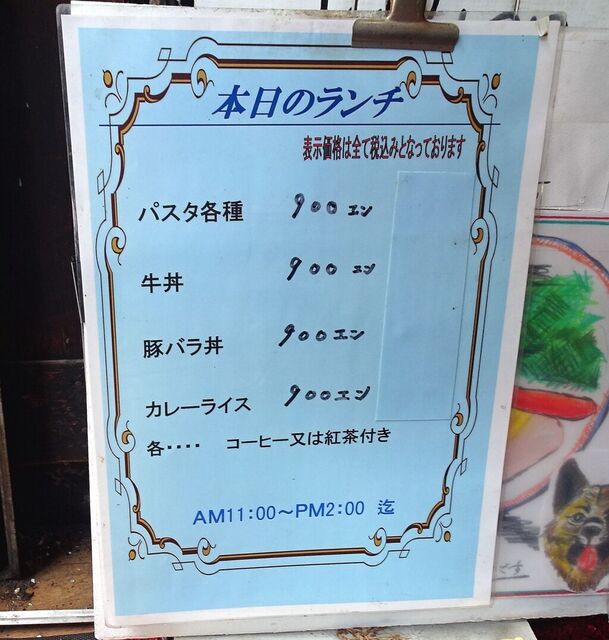 本日のランチ
表示価格は全て税込みとなっております
パスタ各種 900エン
牛丼 900エン
豚バラ丼 900エン
カレーライス 900エン
各‥‥ コーヒー又は紅茶付き
AM11:00～PM2:00 迄